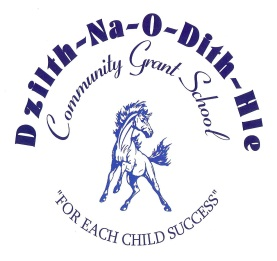 Dzilth-Na-O-Dith-Hle
Community Grant School
"FOR EACH CHILD SUCCESS"